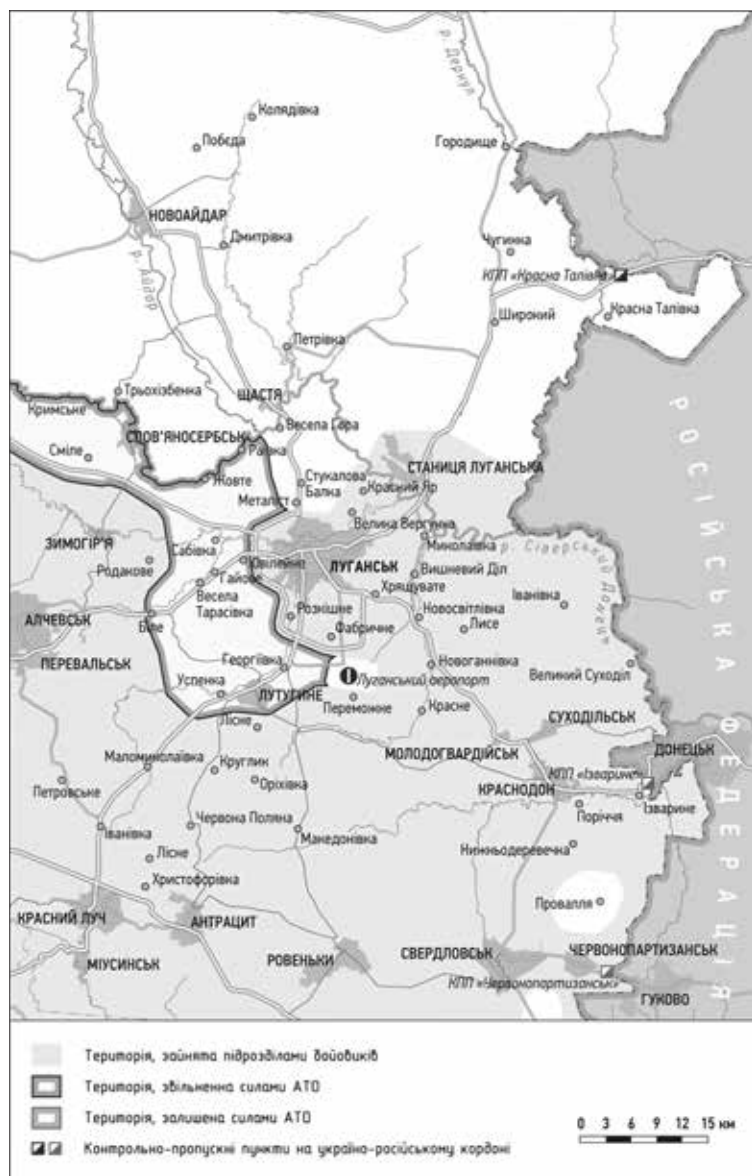 р. Деркул
Колядівка
Побєда
Городище
НОВОАЙДАР
Дмитрівка
Чугинка
КПП «Красна Талівка»
р. Айдар
Широкий
Красна Талівка
Петрівка
Трьохізбенка
ЩАСТЯ
Кримське
Весела Гора
СЛОВ'ЯНОСЕРБСЬК
Раївка
Сміле
СТАНИЦЯ ЛУГАНСЬКА
Жовте
Стукалова
Балка
Красний Яр
Металіст
Велика Вергунка
ЗИМОГІР'Я
Сабівка
Миколаївка
р. Сіверський Донець
Родакове
Ювілейне
ЛУГАНСЬК
Вишневий Діл
Гайове
Хрящувате
Іванівка
Весела
Тарасівка
АЛЧЕВСЬК
Біле
Розкішне
Новосвітлівка
Лисе
Фабричне
ПЕРЕВАЛЬСЬК
Георгіївка
Новоганнівка
Великий Суходіл
Успенка
Луганський аеропорт
ЛУТУГИНЕ
Переможне
Красне
СУХОДІЛЬСЬК
Лісне
МОЛОДОГВАРДІЙСЬК
ДОНЕЦЬК
Маломиколаївка
Круглик
КПП «Ізварине»
Петровське
Оріхівка
КРАСНОДОН
Ізварине
Поріччя
Іванівка
Червона Поляна
Македонівка
Нижньодеревечка
Лісне
Христофорівка
КРАСНИЙ ЛУЧ
АНТРАЦИТ
Провалля
РОВЕНЬКИ
СВЕРДЛОВСЬК
ЧЕРВОНОПАРТИЗАНСЬК
МІУСИНСЬК
КПП «Червонопартизанськ»
ГУКОВО
РОСІЙСЬКА ФЕДЕРАЦІЯ
Територія, зайнята підрозділами бойовиків
Територія, звільненна силами АТО
Територія, залишена силами АТО
Контрольно-пропускні пункти на україно-російському кордоні
0 3 6 9 12 15 км